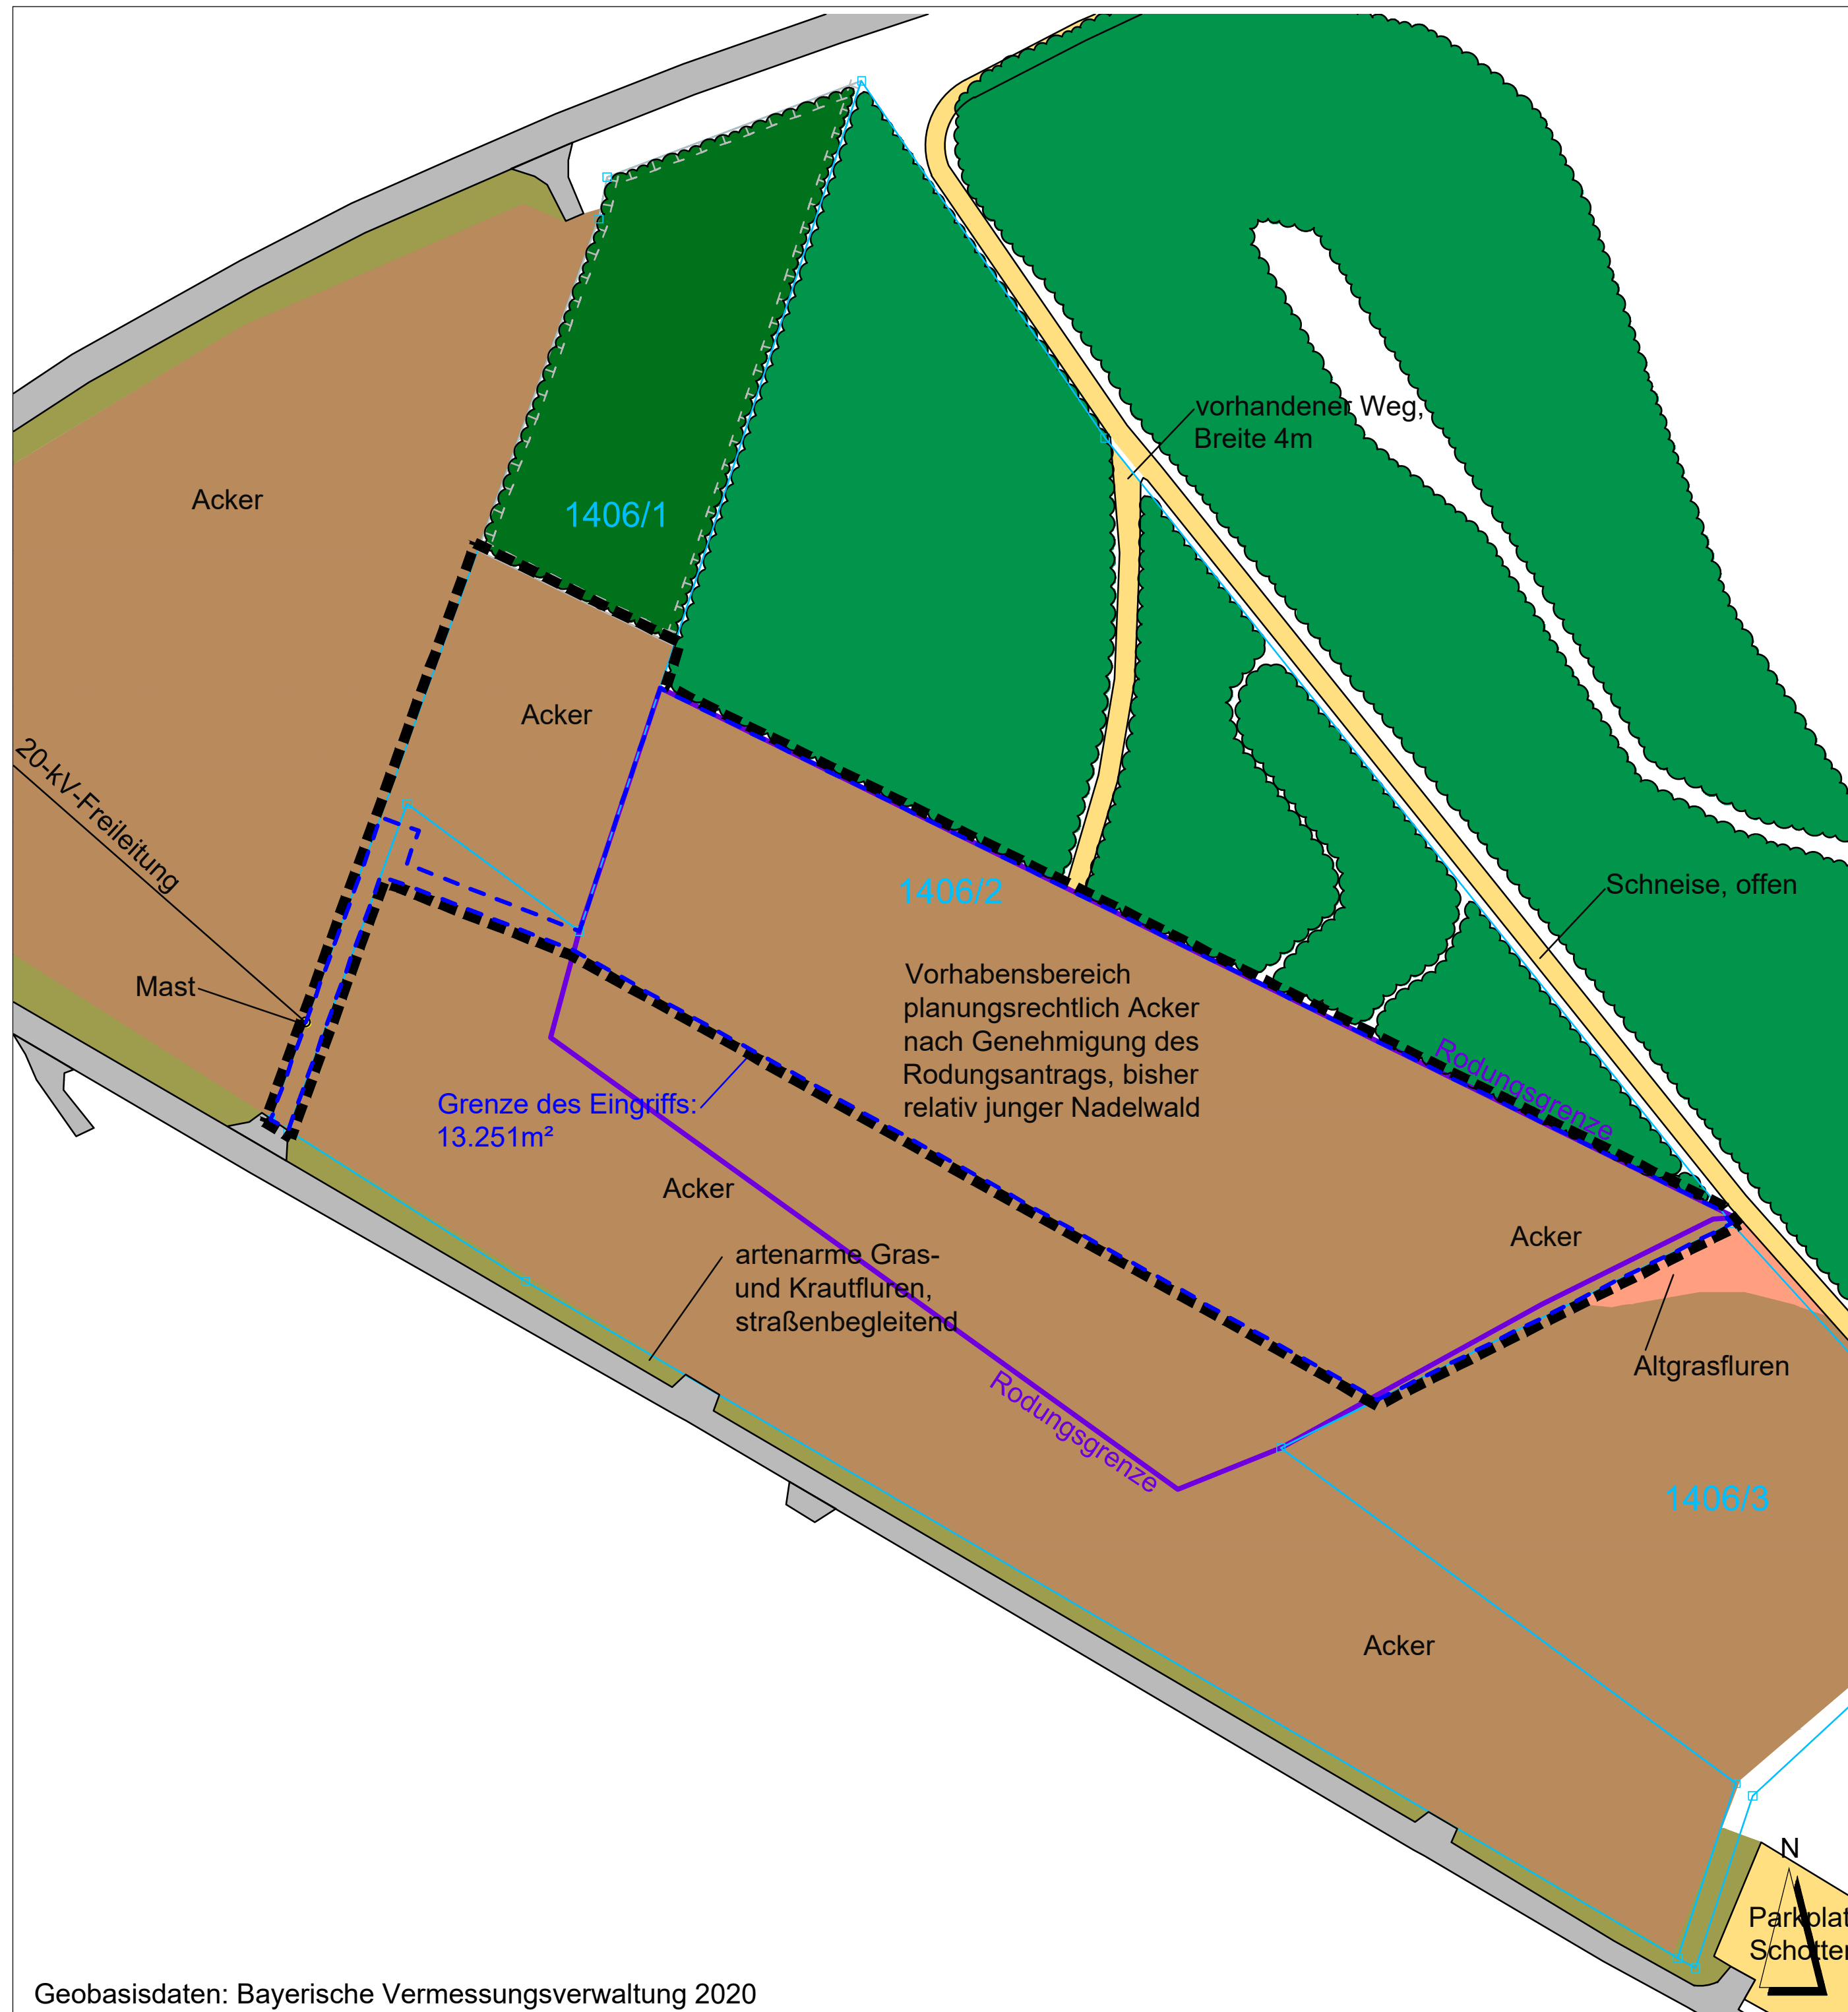 vorhandener Weg,
Breite 4m
Acker
1406/1
Acker
20-kV-Freileitung
1406/2
Schneise, offen
Mast
Vorhabensbereich
planungsrechtlich Acker
nach Genehmigung des
Rodungsantrags, bisher
relativ junger Nadelwald
Rodungsgrenze
Grenze des Eingriffs:
13.251m²
Acker
Acker
artenarme Gras-
und Krautfluren,
straßenbegleitend
Altgrasfluren
Rodungsgrenze
1406/3
Acker
N
Parkplat
Schotter
Geobasisdaten: Bayerische Vermessungsverwaltung 2020